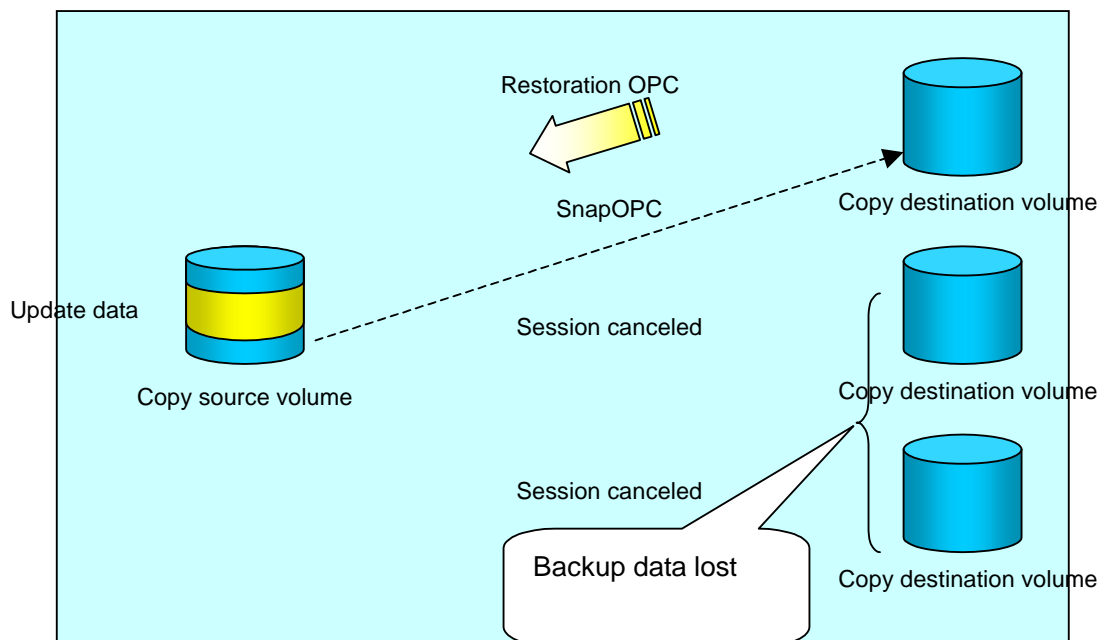 Restoration OPC
Copy destination volume
SnapOPC
Update data
Session canceled
Copy source volume
Copy destination volume
Session canceled
Backup data lost
Copy destination volume